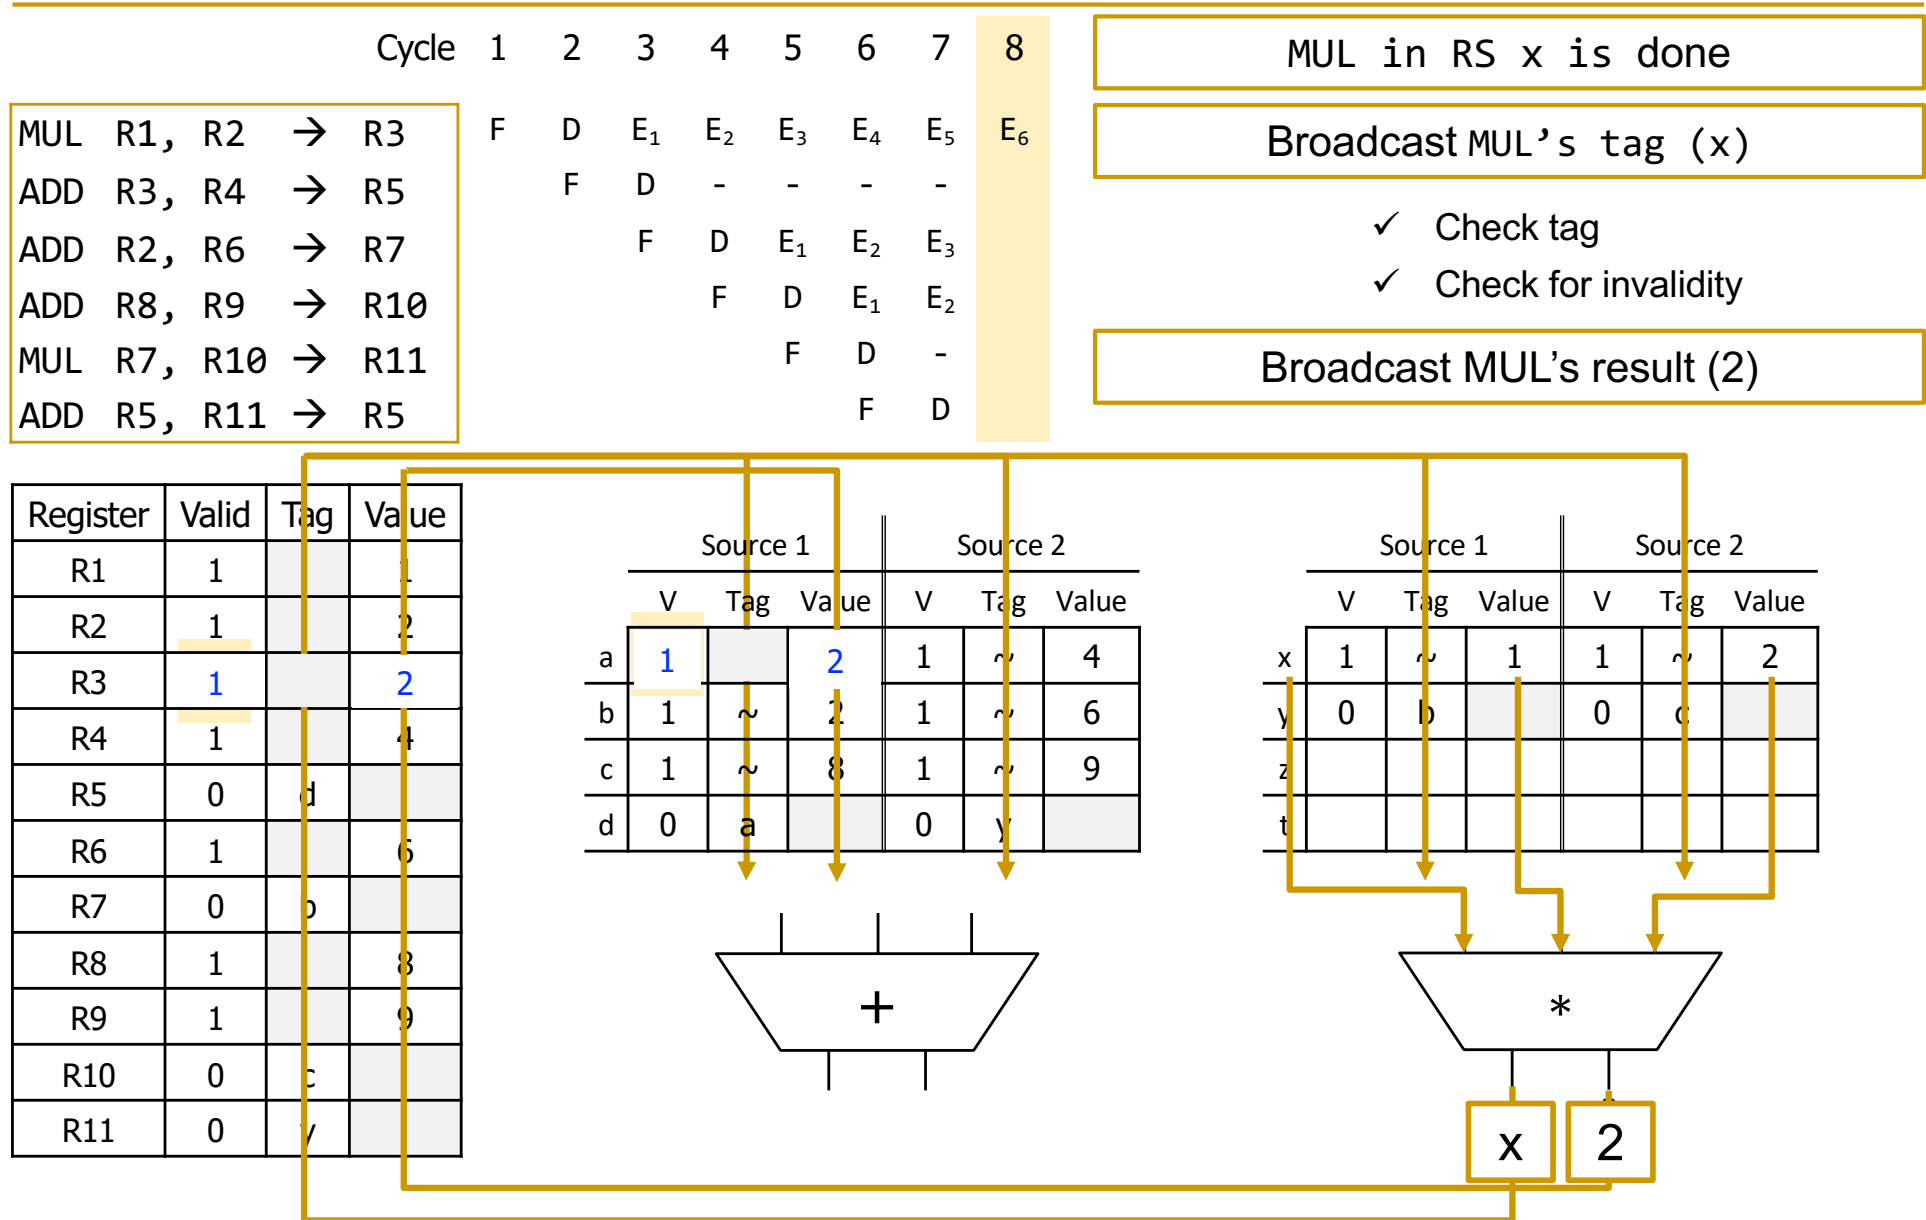 Cycle 1 2 3 4 5 6 7 8
MUL R1, R2 → R3 F D E₁ E₂ E₃ E₄ E₅ E₆
ADD R3, R4 → R5 F D - - - -
ADD R2, R6 → R7 F D E₁ E₂ E₃
ADD R8, R9 → R10 F D E₁ E₂
MUL R7, R10 → R11 F D -
ADD R5, R11 → R5 F D
MUL in RS x is done
Broadcast MUL’s tag (x)
✓ Check tag
✓ Check for invalidity
Broadcast MUL’s result (2)
Register Valid Tag Value
R1 1 1
R2 1 2
R3 1 2
R4 1 4
R5 0 d
R6 1 6
R7 0 b
R8 1 8
R9 1 9
R10 0 c
R11 0 y
Source 1 Source 2
V Tag Value V Tag Value
a 1 2 1 ~ 4
b 1 ~ 2 1 ~ 6
c 1 ~ 8 1 ~ 9
d 0 a 0 y
+
Source 1 Source 2
V Tag Value V Tag Value
x 1 ~ 1 1 ~ 2
y 0 b 0 c
z
t
*
x 2